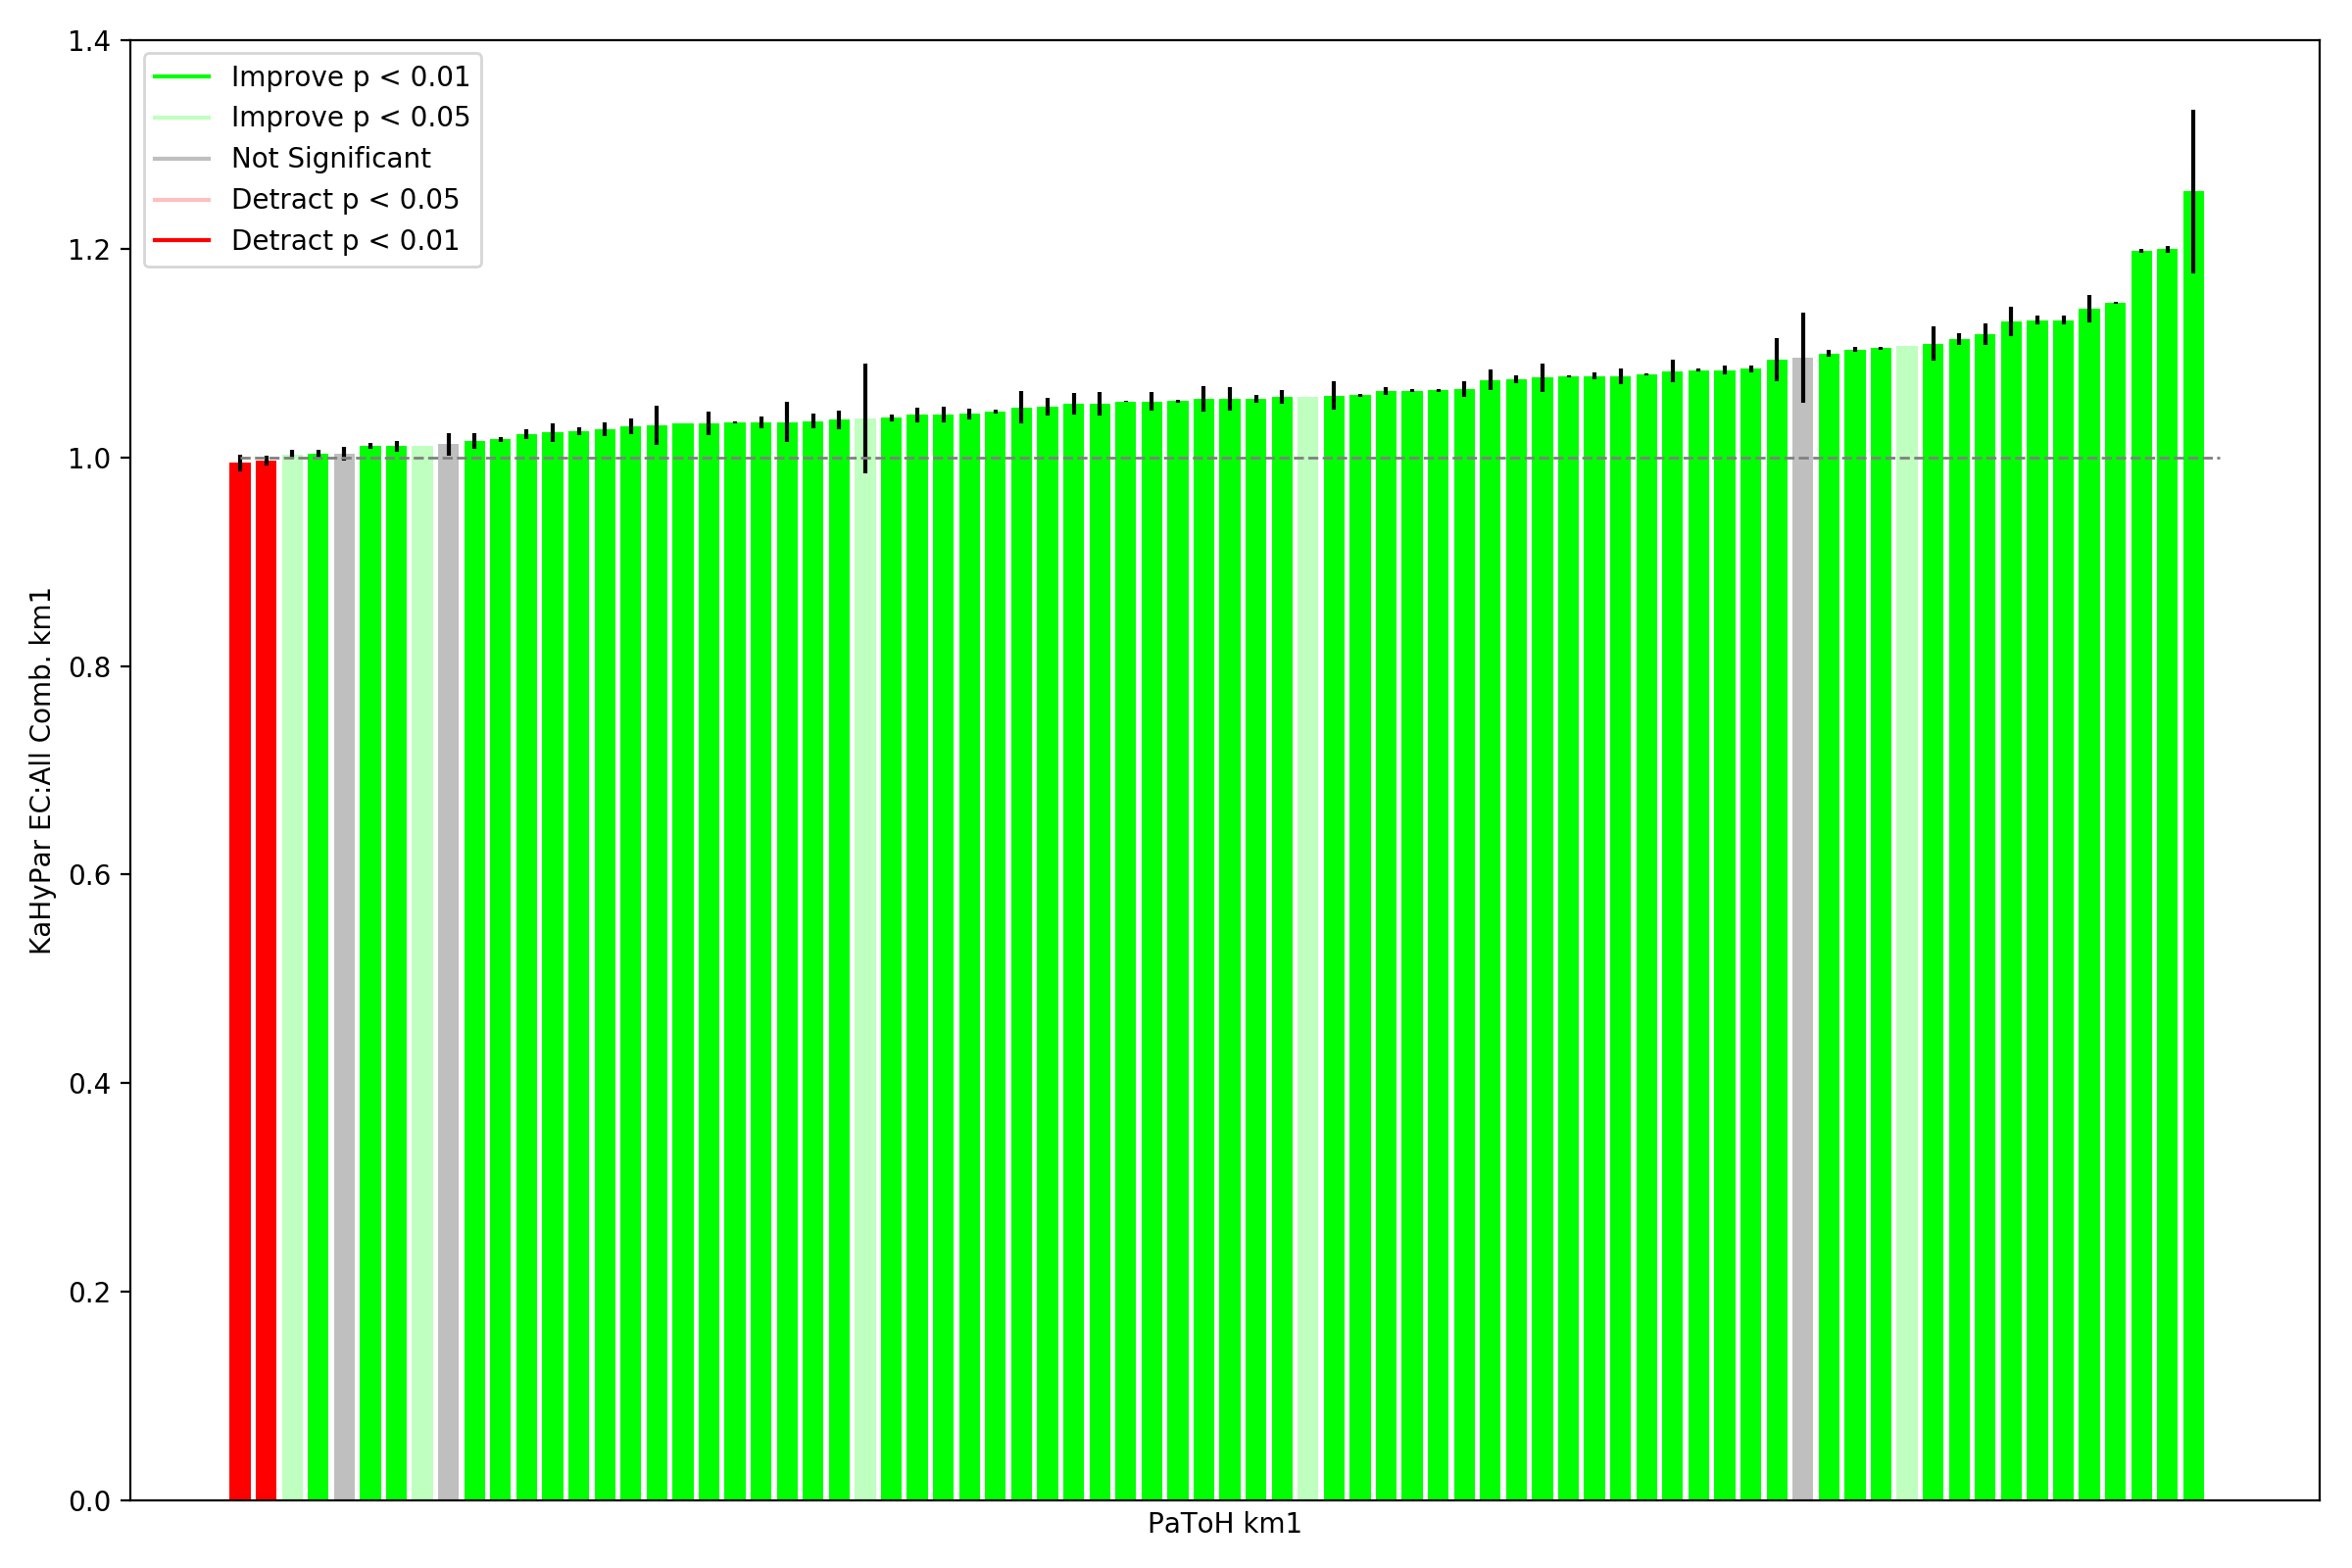 1.4
1.2
1.0
0.8
0.6
0.4
0.2
0.0
Improve p < 0.01
Improve p < 0.05
Not Significant
Detract p < 0.05
Detract p < 0.01
KaHyPar EC:All Comb. km1
PaToH km1